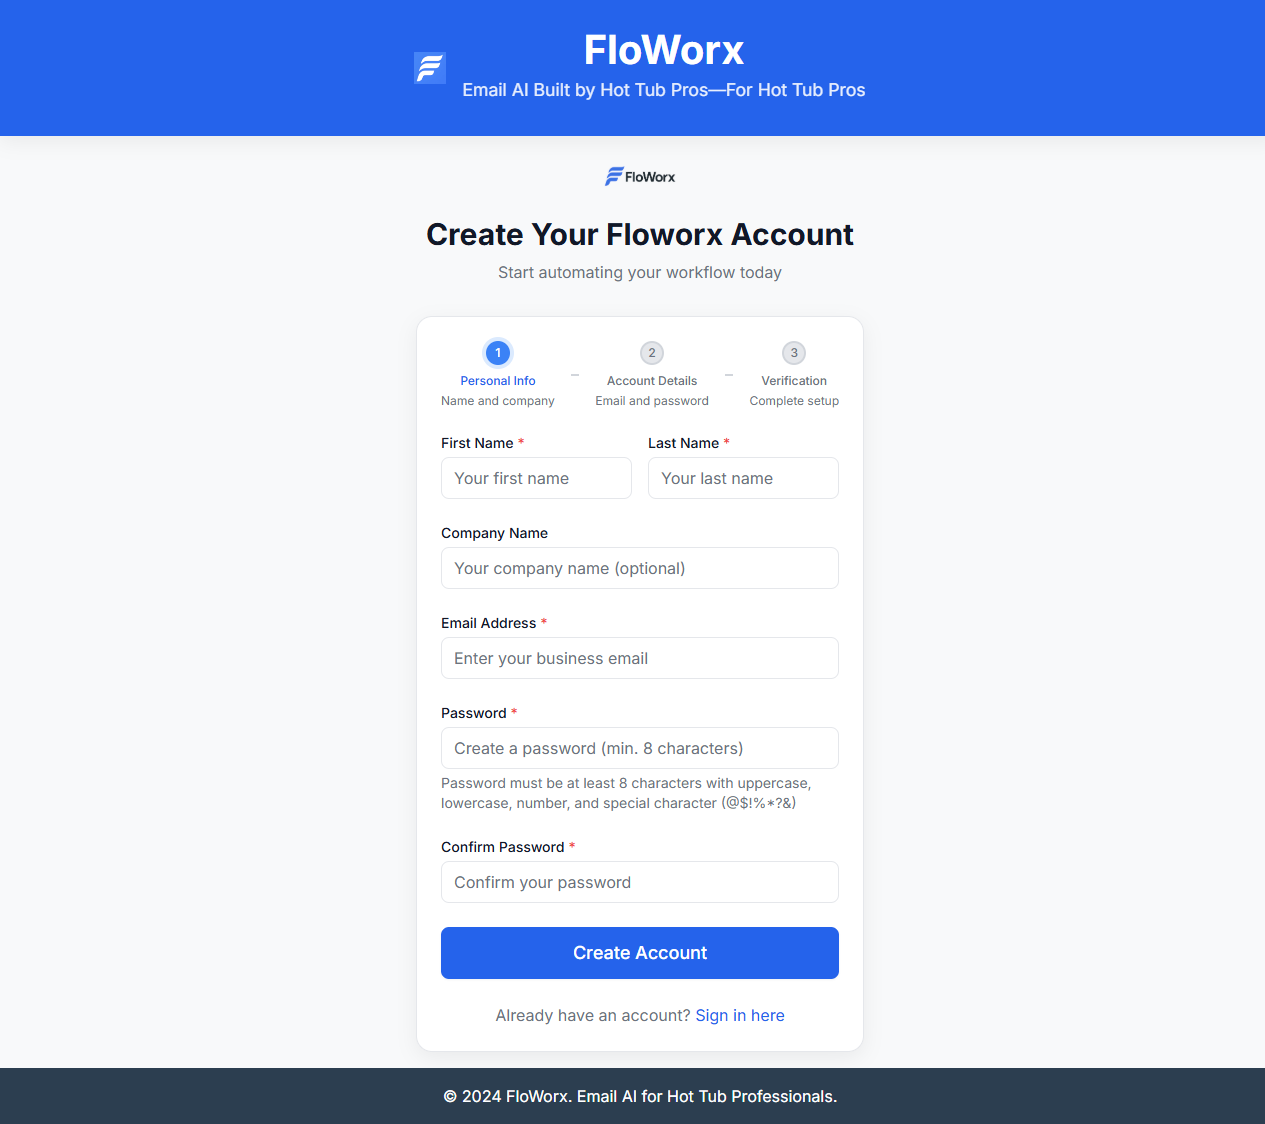 FloWorx
Email AI Built by Hot Tub Pros—For Hot Tub Pros
FloWorx
Create Your Floworx Account
Start automating your workflow today
1
Personal Info
Name and company
2
Account Details
Email and password
3
Verification
Complete setup
First Name *
Your first name
Last Name *
Your last name
Company Name
Your company name (optional)
Email Address *
Enter your business email
Password *
Create a password (min. 8 characters)
Password must be at least 8 characters with uppercase,
lowercase, number, and special character (@$!%*?&)
Confirm Password *
Confirm your password
Create Account
Already have an account? Sign in here
© 2024 FloWorx. Email AI for Hot Tub Professionals.